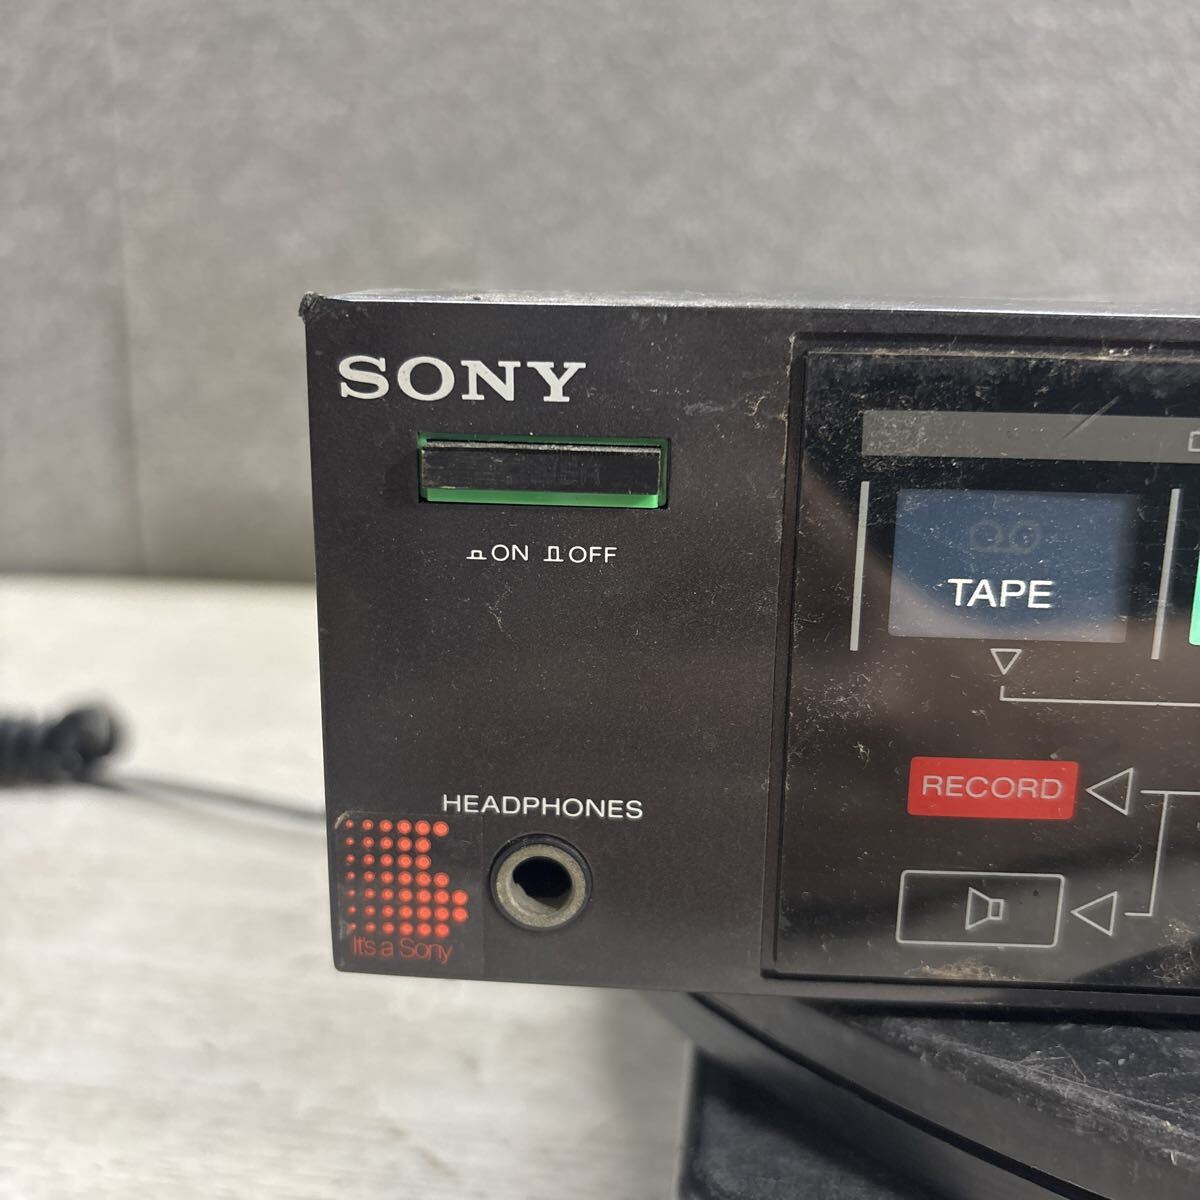 SONY
ON OFF
TAPE
RECORD
HEADPHONES
It's a Sony